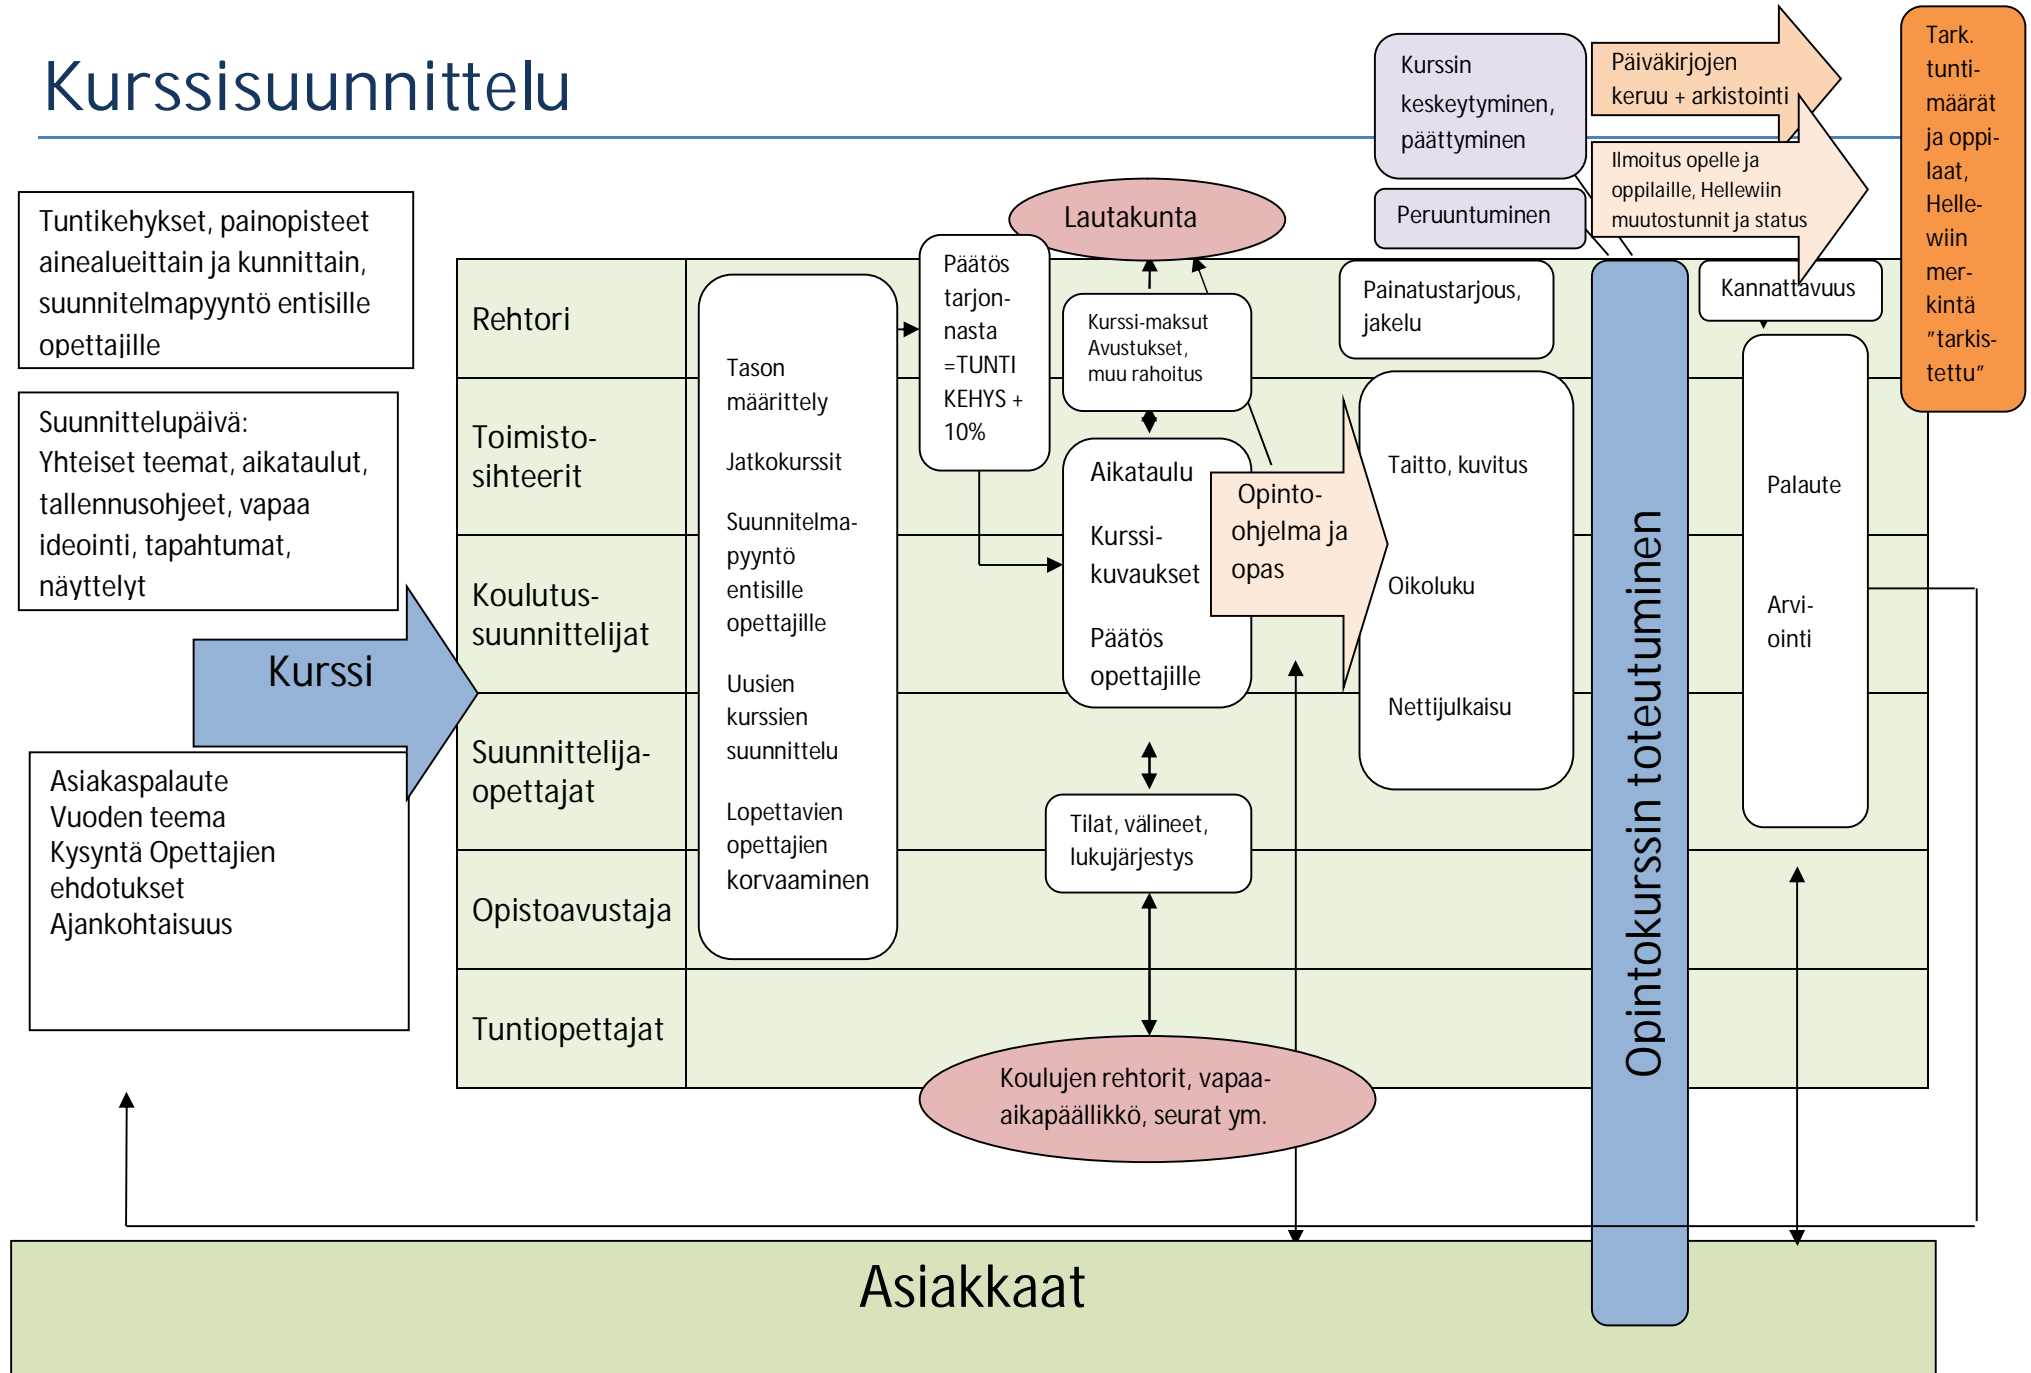 Kurssisuunnittelu
Kurssin
keskeytyminen,
päättyminen
Päiväkirjojen
keruu + arkistointi
Tark.
tunti-
määrät
ja oppi-
laat,
Helle-
wiin
mer-
kintä
"tarkis-
tettu"
Ilmoitus opelle ja
oppilaille, Hellewiin
muutostunnit ja status
Peruuntuminen
Tuntikehykset, painopisteet
ainealueittain ja kunnittain,
suunnitelmapyyntö entisille
opettajille
Suunnittelupäivä:
Yhteiset teemat, aikataulut,
tallennusohjeet, vapaa
ideointi, tapahtumat,
näyttelyt
Kurssi
Asiakaspalaute
Vuoden teema
Kysyntä Opettajien
ehdotukset
Ajankohtaisuus
Rehtori
Toimisto-
sihteerit
Koulutus-
suunnittelijat
Suunnittelija-
opettajat
Opistoavustaja
Tuntiopettajat
Tason
määrittely
Jatkokurssit
Suunnitelma-
pyyntö
entisille
opettajille
Uusien
kurssien
suunnittelu
Lopettavien
opettajien
korvaaminen
Päätös
tarjon-
nasta
=TUNTI
KEHYS +
10%
Lautakunta
Kurssi-maksut
Avustukset,
muu rahoitus
Aikataulu
Kurssi-
kuvaukset
Päätös
opettajille
Tilat, välineet,
lukujärjestys
Koulujen rehtorit, vapaa-
aikapäällikkö, seurat ym.
Opinto-
ohjelma ja
opas
Painatustarjous,
jakelu
Taitto, kuvitus
Oikoluku
Nettijulkaisu
Opintokurssin toteutuminen
Kannattavuus
Palaute
Arvi-
ointi
Asiakkaat